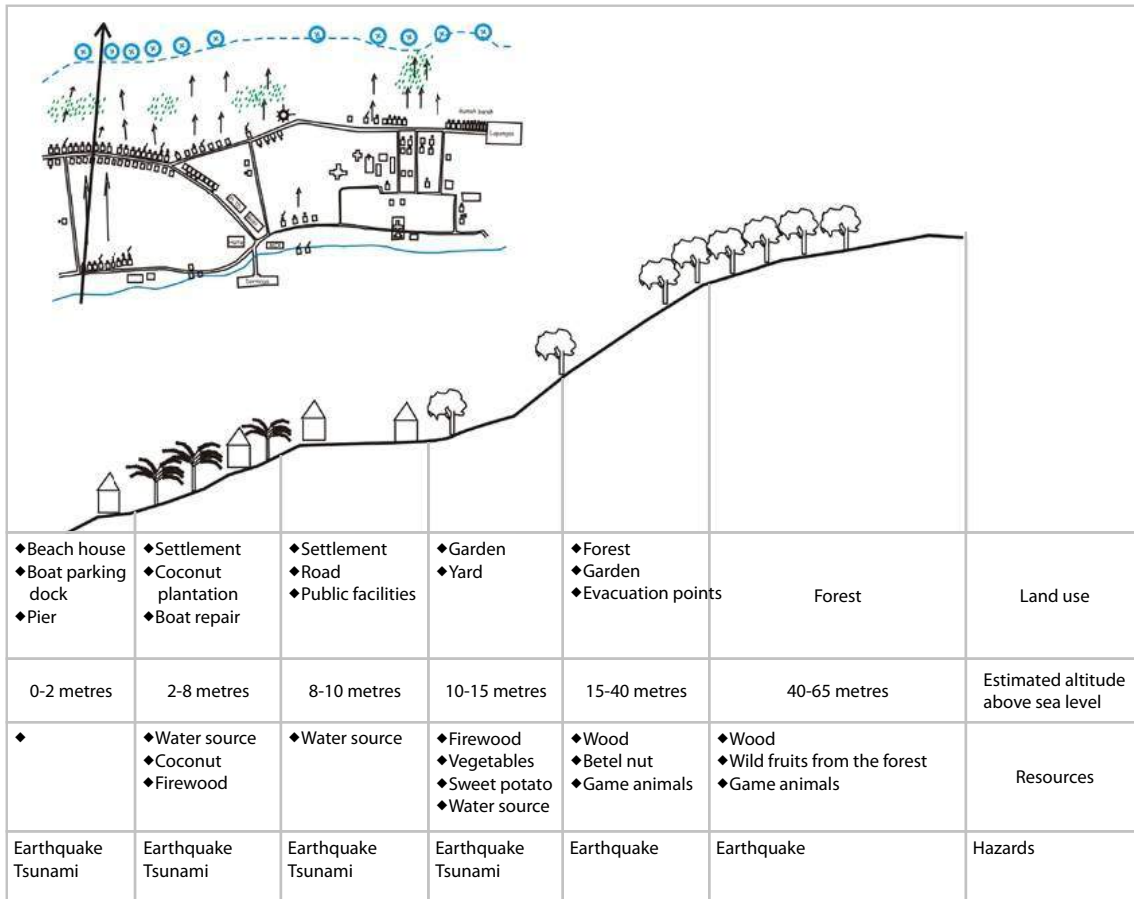 Rumah barah
Lapangan
◆Beach house
◆Boat parking
dock
◆Pier
◆Settlement
◆Coconut
plantation
◆Boat repair
◆Settlement
◆Road
◆Public facilities
◆Garden
◆Yard
◆Forest
◆Garden
◆Evacuation points
Forest
Land use
0-2 metres
2-8 metres
8-10 metres
10-15 metres
15-40 metres
40-65 metres
Estimated altitude
above sea level
◆
◆Water source
◆Coconut
◆Firewood
◆Water source
◆Firewood
◆Vegetables
◆Sweet potato
◆Water source
◆Wood
◆Betel nut
◆Game animals
◆Wood
◆Wild fruits from the forest
◆Game animals
Resources
Earthquake
Tsunami
Earthquake
Tsunami
Earthquake
Tsunami
Earthquake
Tsunami
Earthquake
Earthquake
Hazards